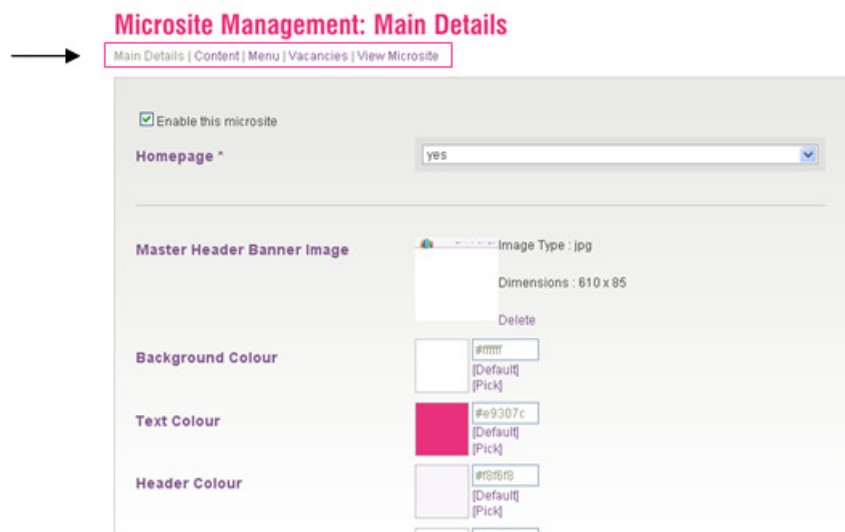 Microsite Management: Main Details
Main Details | Content | Menu | Vacancies | View Microsite
Enable this microsite
Homepage *
yes
Master Header Banner Image
Image Type : jpg
Dimensions : 610 x 85
Delete
Background Colour
#ffffff
[Default]
[Pick]
Text Colour
#e9307c
[Default]
[Pick]
Header Colour
#f8f6f8
[Default]
[Pick]